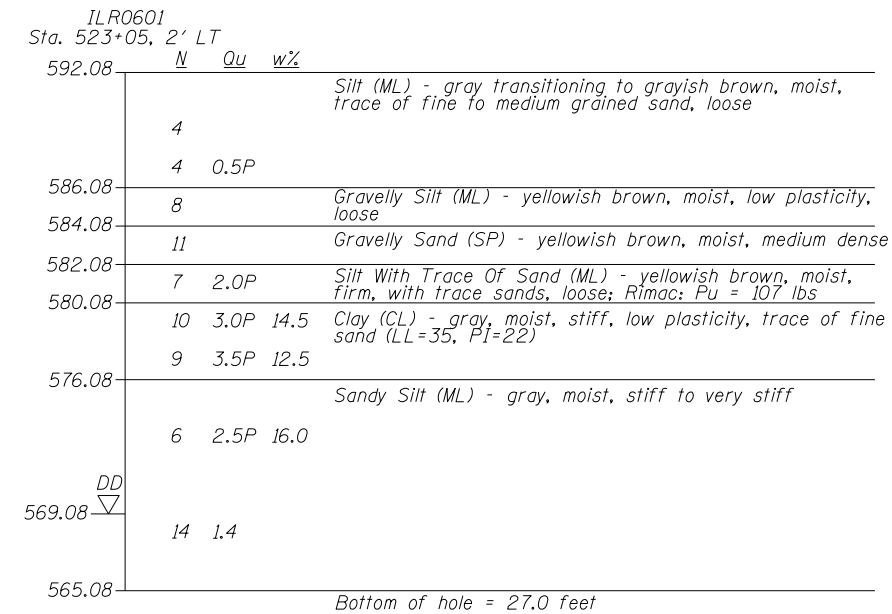 ILR0601
Sta. 523+05, 2' LT
N Qu w%
592.08
Silt (ML) - gray transitioning to grayish brown, moist,
trace of fine to medium grained sand, loose
4
4 0.5P
586.08
Gravelly Silt (ML) - yellowish brown, moist, low plasticity,
8
loose
584.08
11 Gravelly Sand (SP) - yellowish brown, moist, medium dense
582.08
Silt With Trace Of Sand (ML) - yellowish brown, moist,
7 2.0P
firm, with trace sands, loose; Rimac: Pu = 107 lbs
580.08
10 3.0P 14.5 Clay (CL) - gray, moist, stiff, low plasticity, trace of fine
sand (LL=35, PI=22)
9 3.5P 12.5
576.08
Sandy Silt (ML) - gray, moist, stiff to very stiff
6 2.5P 16.0
DD
569.08
14 1.4
565.08
Bottom of hole = 27.0 feet